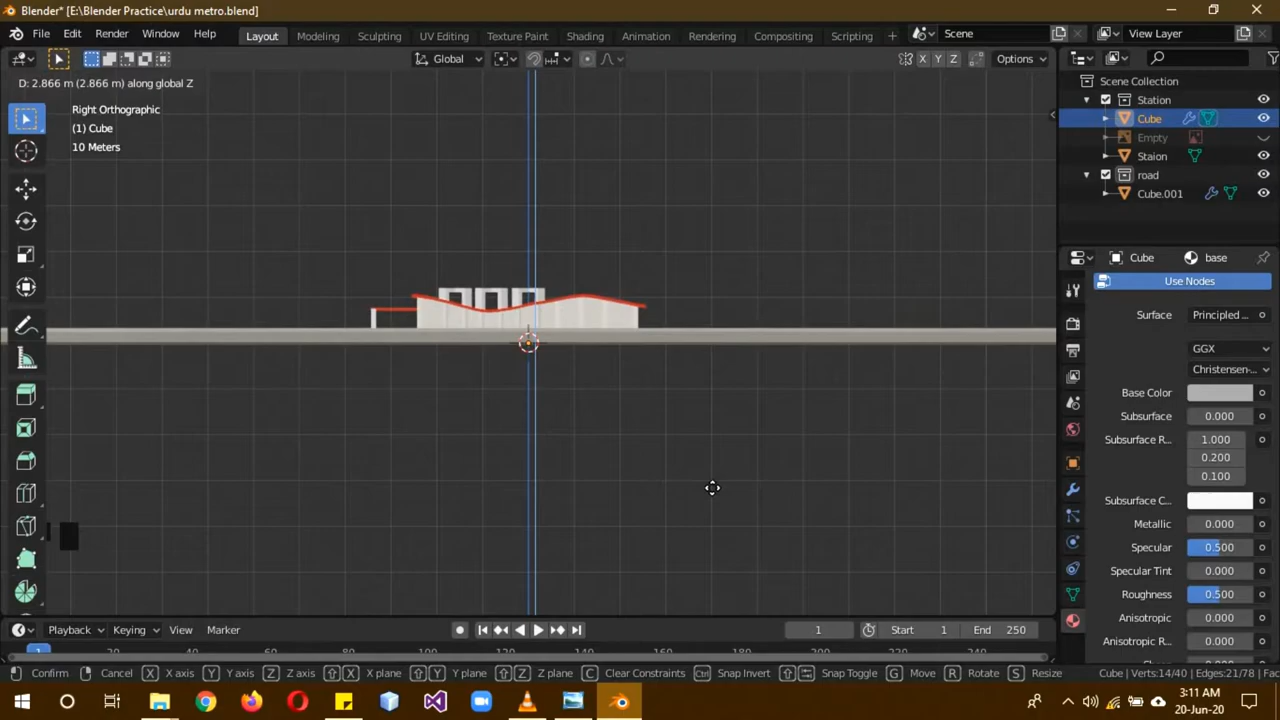 Blender* [E:\Blender Practice\urdu metro.blend]
File Edit Render Window Help Layout Modeling Sculpting UV Editing Texture Paint Shading Animation Rendering Compositing Scripting Scene View Layer
Global Options X Y Z
D: 2.866 m (2.866 m) along global Z
Right Orthographic
(1) Cube
10 Meters
Scene Collection
Station
Cube
Empty
Staion
road
Cube.001
Cube base
Use Nodes
Surface Principled ...
GGX
Christensen-...
Base Color
Subsurface 0.000
Subsurface R... 1.000
0.200
0.100
Subsurface C...
Metallic 0.000
Specular 0.500
Specular Tint 0.000
Roughness 0.500
Anisotropic 0.000
Anisotropic R... 0.000
Playback Keying View Marker 1 Start 1 End 250
Confirm Cancel X X axis Y Y axis Z Z axis X X plane Y Y plane Z Z plane C Clear Constraints Ctrl Snap Invert Snap Toggle G Move R Rotate S Resize Cube | Verts:14/40 | Edges:21/78 |
3:11 AM
20-Jun-20